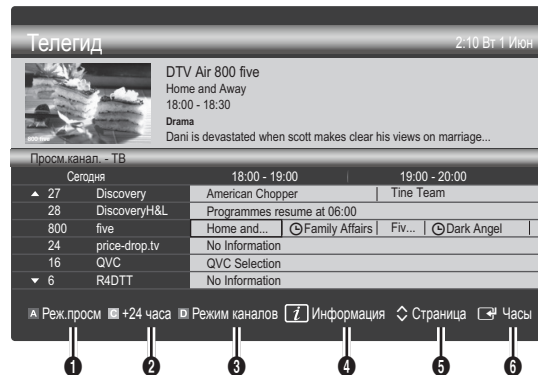 Телегид 2:10 Вт 1 Июн
DTV Air 800 five
Home and Away
18:00 - 18:30
Drama
Dani is devastated when scott makes clear his views on marriage...
800 five
Просм.канал. - ТВ
Сегодня 18:00 - 19:00 19:00 - 20:00
▲ 27 Discovery American Chopper Tine Team
28 DiscoveryH&L Programmes resume at 06:00
800 five Home and... Family Affairs Fiv... Dark Angel
24 price-drop.tv No Information
16 QVC QVC Selection
▼ 6 R4DTT No Information
A Реж.просм C +24 часа D Режим каналов i Информация Страница Часы
1 2 3 4 5 6